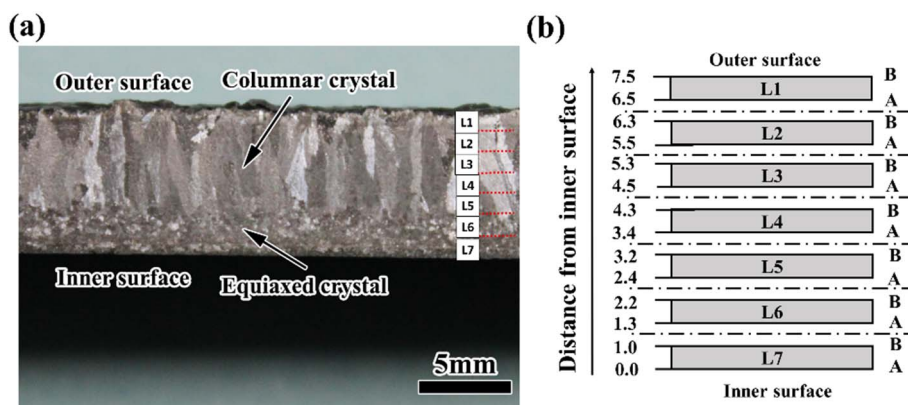 (a)
Outer surface
Columnar crystal
L1
L2
L3
L4
L5
L6
L7
Inner surface
Equiaxed crystal
5mm
(b)
Outer surface
Distance from inner surface
7.5 L1 B
6.5 A
6.3 L2 B
5.5 A
5.3 L3 B
4.5 A
4.3 L4 B
3.4 A
3.2 L5 B
2.4 A
2.2 L6 B
1.3 A
1.0 L7 B
0.0 A
Inner surface